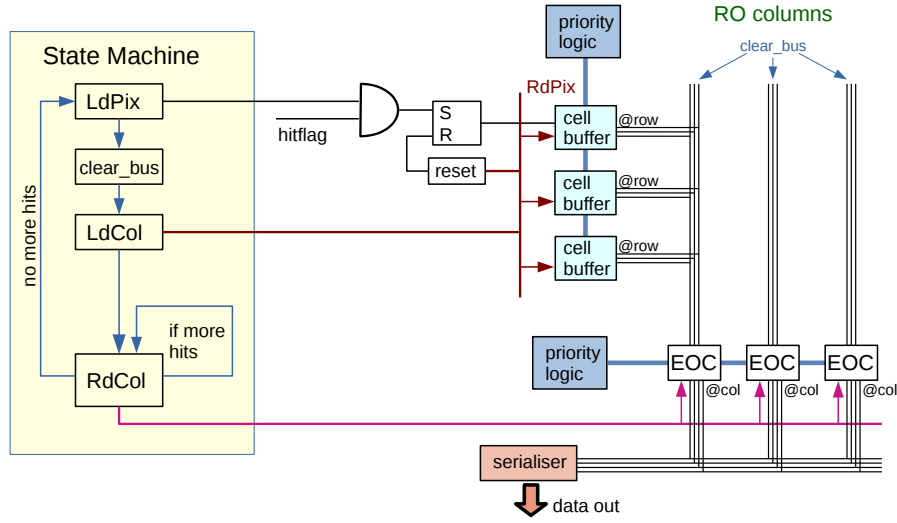 RO columns
priority
logic
clear_bus
State Machine
LdPix
RdPix
S
R
hitflag
cell
buffer
@row
clear_bus
reset
cell
buffer
@row
no more hits
LdCol
cell
buffer
@row
if more
hits
RdCol
priority
logic
EOC
EOC
EOC
@col
@col
@col
serialiser
data out